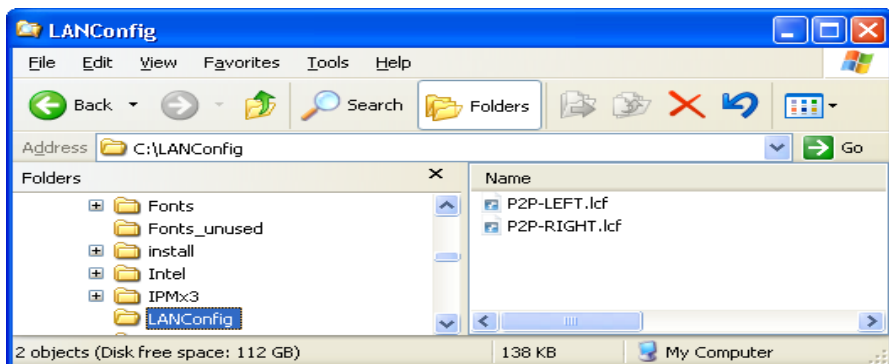 LANConfig
File Edit View Favorites Tools Help
Back Search Folders
Address C:\LANConfig Go
Folders
Name
Fonts
Fonts_unused
install
Intel
IPMx3
LANConfig
P2P-LEFT.lcf
P2P-RIGHT.lcf
2 objects (Disk free space: 112 GB) 138 KB My Computer